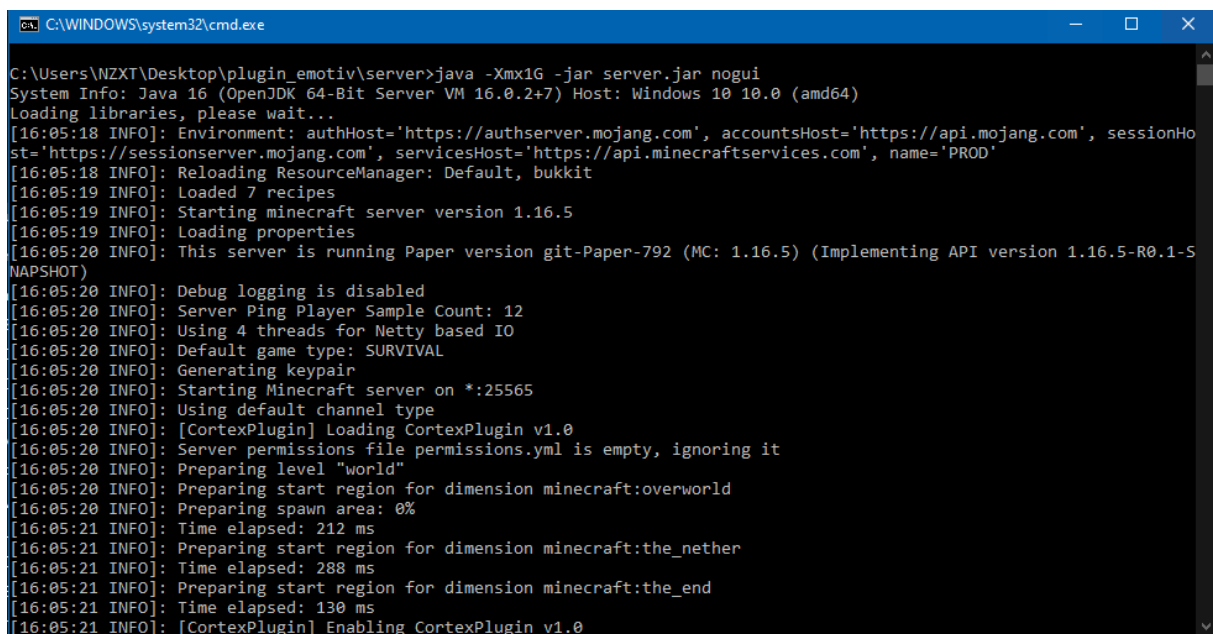 C:\WINDOWS\system32\cmd.exe
C:\Users\NZXT\Desktop\plugin_emotiv\server>java -Xmx1G -jar server.jar nogui
System Info: Java 16 (OpenJDK 64-Bit Server VM 16.0.2+7) Host: Windows 10 10.0 (amd64)
Loading libraries, please wait...
[16:05:18 INFO]: Environment: authHost='https://authserver.mojang.com', accountsHost='https://api.mojang.com', sessionHo
st='https://sessionserver.mojang.com', servicesHost='https://api.minecraftservices.com', name='PROD'
[16:05:18 INFO]: Reloading ResourceManager: Default, bukkit
[16:05:19 INFO]: Loaded 7 recipes
[16:05:19 INFO]: Starting minecraft server version 1.16.5
[16:05:19 INFO]: Loading properties
[16:05:20 INFO]: This server is running Paper version git-Paper-792 (MC: 1.16.5) (Implementing API version 1.16.5-R0.1-S
NAPSHOT)
[16:05:20 INFO]: Debug logging is disabled
[16:05:20 INFO]: Server Ping Player Sample Count: 12
[16:05:20 INFO]: Using 4 threads for Netty based IO
[16:05:20 INFO]: Default game type: SURVIVAL
[16:05:20 INFO]: Generating keypair
[16:05:20 INFO]: Starting Minecraft server on *:25565
[16:05:20 INFO]: Using default channel type
[16:05:20 INFO]: [CortexPlugin] Loading CortexPlugin v1.0
[16:05:20 INFO]: Server permissions file permissions.yml is empty, ignoring it
[16:05:20 INFO]: Preparing level "world"
[16:05:20 INFO]: Preparing start region for dimension minecraft:overworld
[16:05:20 INFO]: Preparing spawn area: 0%
[16:05:21 INFO]: Time elapsed: 212 ms
[16:05:21 INFO]: Preparing start region for dimension minecraft:the_nether
[16:05:21 INFO]: Time elapsed: 288 ms
[16:05:21 INFO]: Preparing start region for dimension minecraft:the_end
[16:05:21 INFO]: Time elapsed: 130 ms
[16:05:21 INFO]: [CortexPlugin] Enabling CortexPlugin v1.0